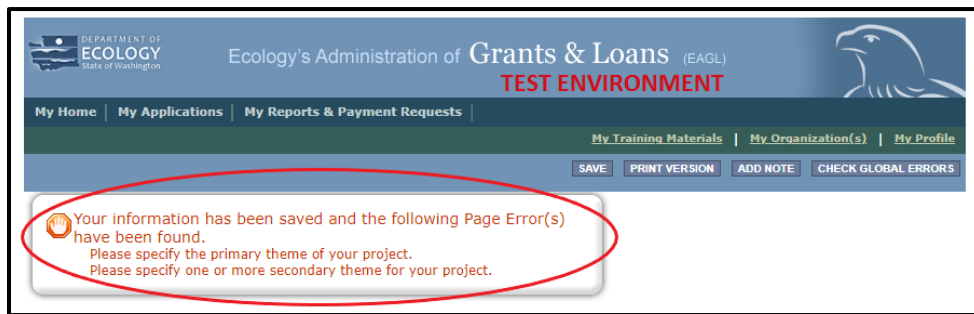 DEPARTMENT OF
ECOLOGY
State of Washington
Ecology's Administration of Grants & Loans (EAGL)
TEST ENVIRONMENT
My Home | My Applications | My Reports & Payment Requests |
My Training Materials | My Organization(s) | My Profile
SAVE PRINT VERSION ADD NOTE CHECK GLOBAL ERRORS
Your information has been saved and the following Page Error(s)
have been found.
Please specify the primary theme of your project.
Please specify one or more secondary theme for your project.